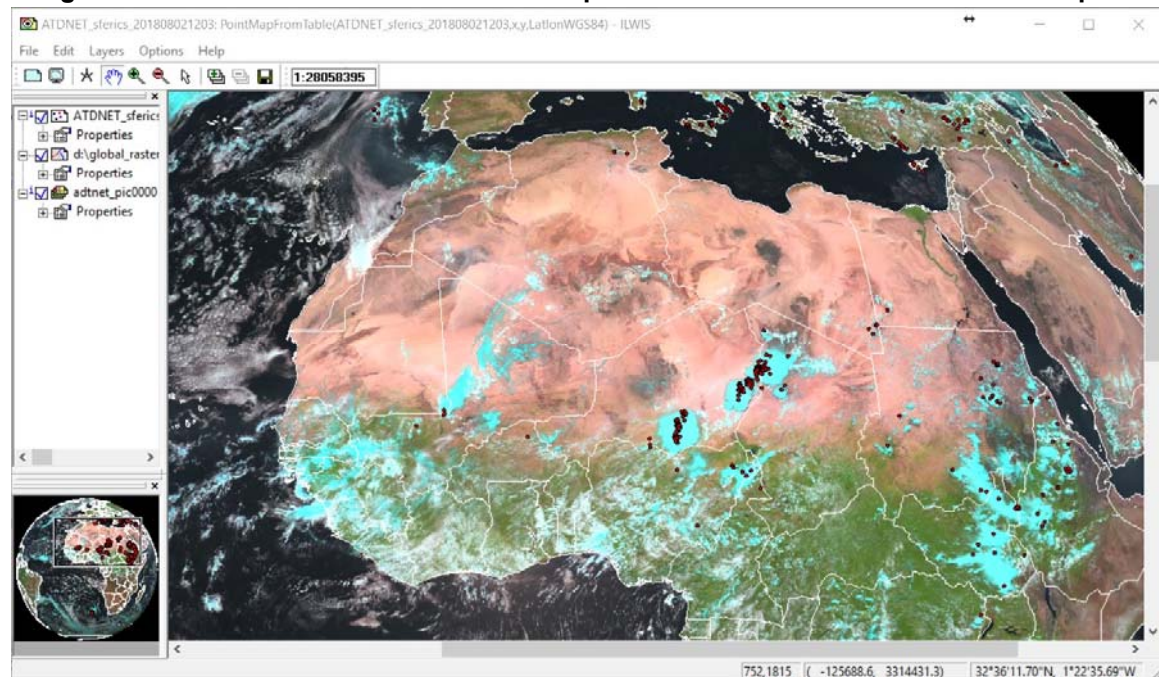 ATDNET_sferics_201808021203: PointMapFromTable(ATDNET_sferics_201808021203,x,y,LatlonWGS84) - ILWIS
File Edit Layers Options Help
1:28058395
ATDNET_sferics
Properties
d:\global_raster
Properties
adtnet_pic0000
Properties
752,1815 ( -125688.6, 3314431.3) 32°36'11.70"N, 1°22'35.69"W